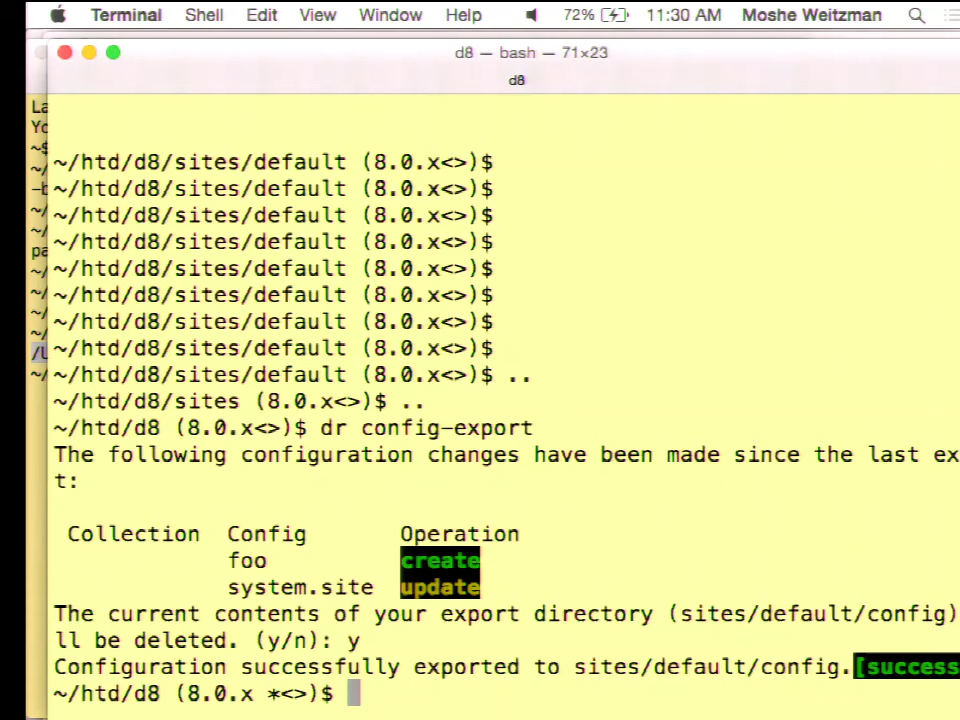 Terminal Shell Edit View Window Help 72% 11:30 AM Moshe Weitzman
d8 — bash — 71×23
d8
La
Yo
~$
~/htd/d8/sites/default (8.0.x<>)$
~/htd/d8/sites/default (8.0.x<>)$
~/htd/d8/sites/default (8.0.x<>)$
~/htd/d8/sites/default (8.0.x<>)$
~/htd/d8/sites/default (8.0.x<>)$
~/htd/d8/sites/default (8.0.x<>)$
~/htd/d8/sites/default (8.0.x<>)$
~/htd/d8/sites/default (8.0.x<>)$
~/htd/d8/sites/default (8.0.x<>)$ ..
~/htd/d8/sites (8.0.x<>)$ ..
~/htd/d8 (8.0.x<>)$ dr config-export
The following configuration changes have been made since the last ex
t:
Collection Config Operation
foo create
system.site update
The current contents of your export directory (sites/default/config)
ll be deleted. (y/n): y
Configuration successfully exported to sites/default/config. [success
~/htd/d8 (8.0.x *<>)$